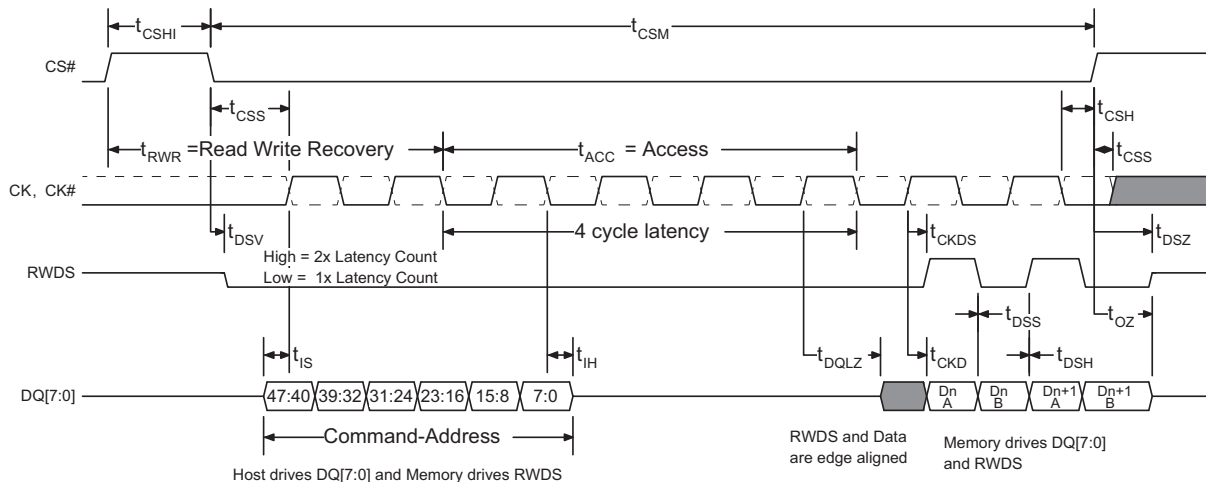 tCSHI
tCSM
CS#
tCSS
tCSH
tRWR =Read Write Recovery
tACC = Access
tCSS
CK, CK#
tDSV
4 cycle latency
tCKDS
tDSZ
High = 2x Latency Count
Low = 1x Latency Count
RWDS
tDSS
tOZ
tIS
tIH
tDQLZ
tCKD
tDSH
DQ[7:0]
47:40 39:32 31:24 23:16 15:8 7:0
Dn A
Dn B
Dn+1 A
Dn+1 B
Command-Address
RWDS and Data
are edge aligned
Memory drives DQ[7:0]
and RWDS
Host drives DQ[7:0] and Memory drives RWDS